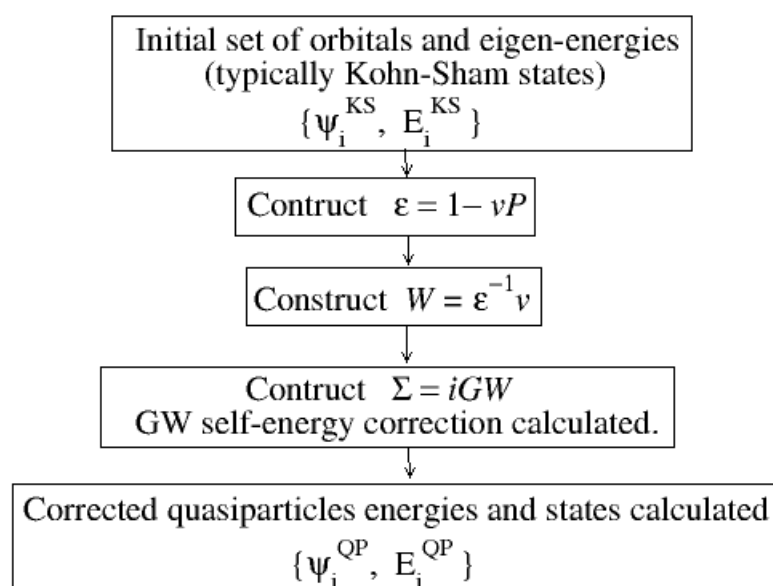 Initial set of orbitals and eigen-energies
(typically Kohn-Sham states)
{ψ_i^KS, E_i^KS}
Contruct ε = 1− vP
Construct W = ε^−1 v
Construct Σ = iGW
GW self-energy correction calculated.
Corrected quasiparticles energies and states calculated
{ψ_i^QP, E_i^QP}